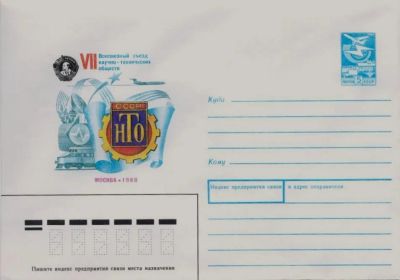 VII Всесоюзный съезд
научно-технических
обществ
СССР
НТО
МОСКВА • 1988
Куда
Кому
Индекс предприятия связи и адрес отправителя
Пишите индекс предприятия связи места назначения